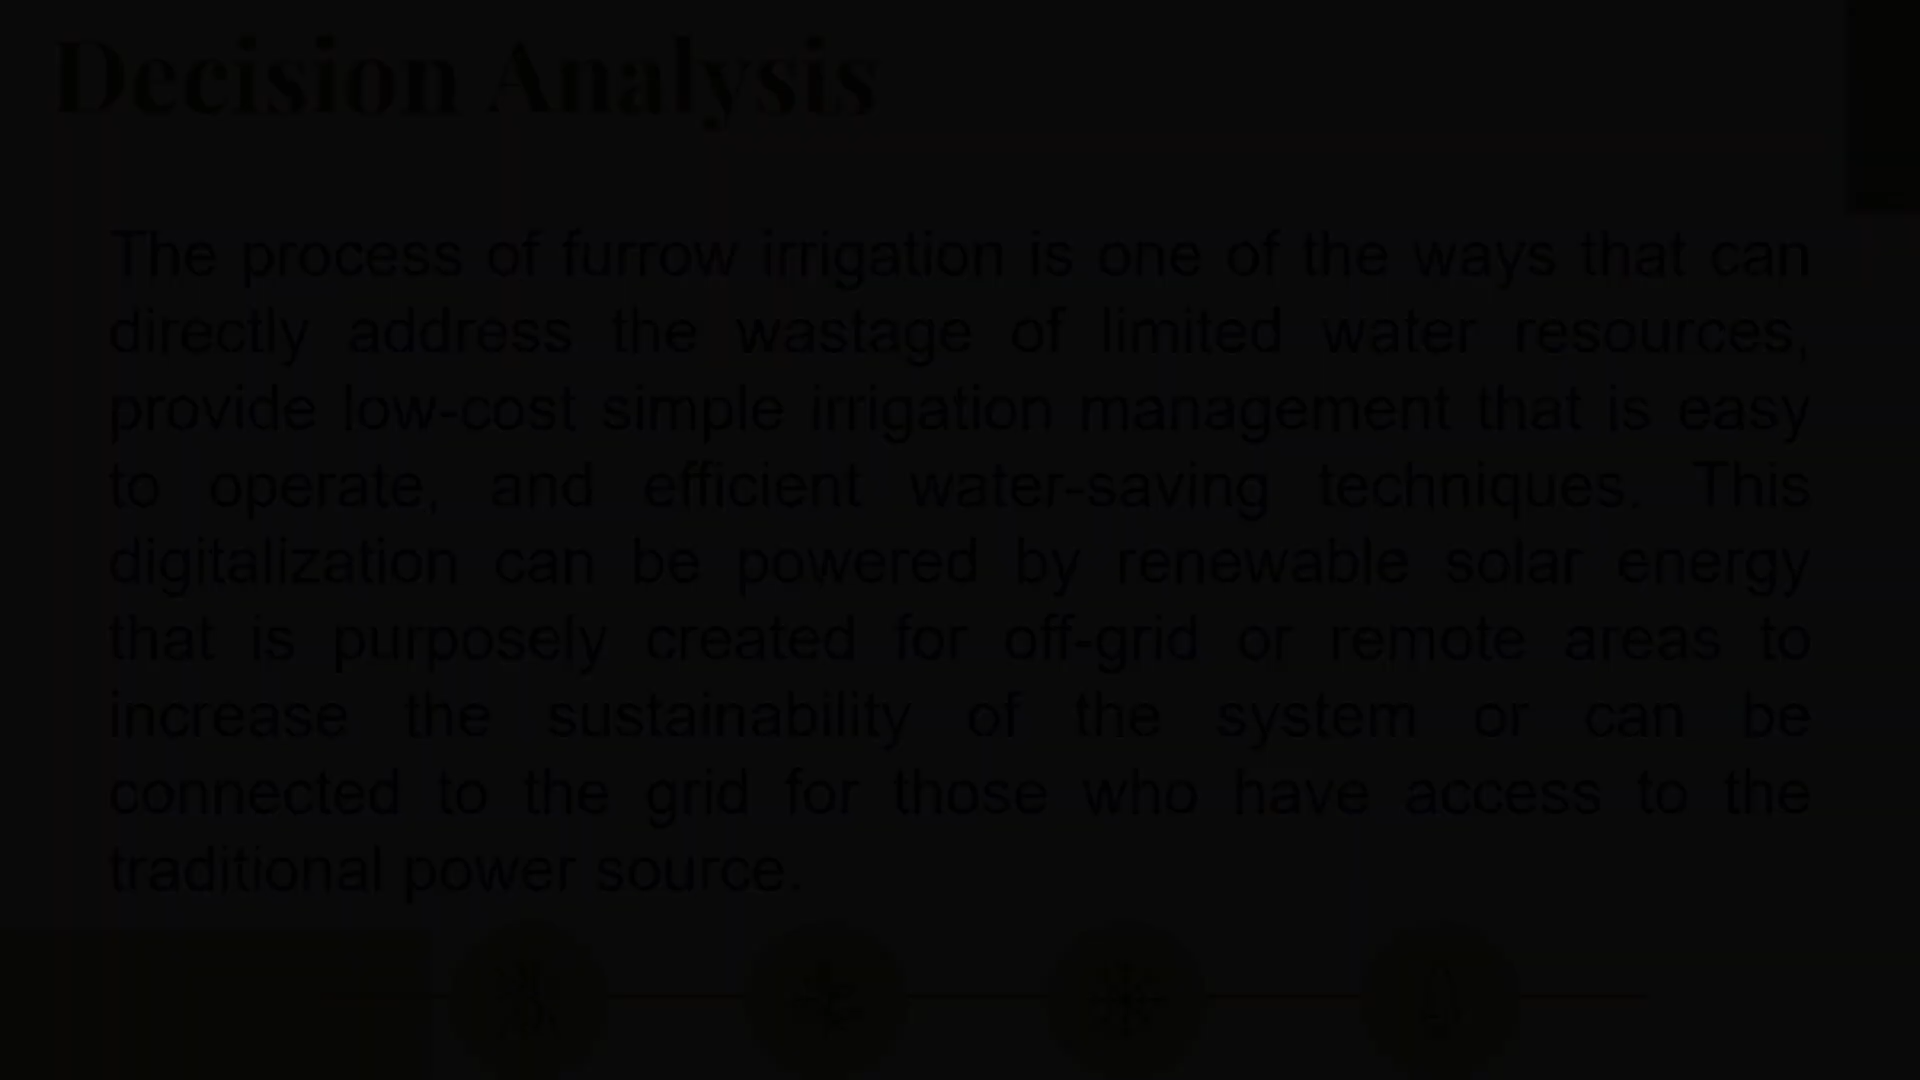 Decision Analysis
The process of furrow irrigation is one of the ways that can
directly address the wastage of limited water resources,
provide low-cost simple irrigation management that is easy
to operate, and efficient water-saving techniques. This
digitalization can be powered by renewable solar energy
that is purposely created for off-grid or remote areas to
increase the sustainability of the system or can be
connected to the grid for those who have access to the
traditional power source.